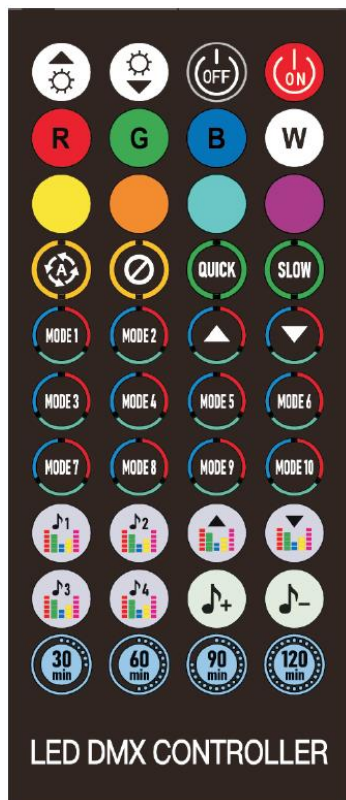 OFF ON
R G B W
A QUICK SLOW
MODE 1 MODE 2
MODE 3 MODE 4 MODE 5 MODE 6
MODE 7 MODE 8 MODE 9 MODE 10
♪1 ♪2
♪3 ♪4 ♪+ ♪-
30 60 90 120
min min min min
LED DMX CONTROLLER